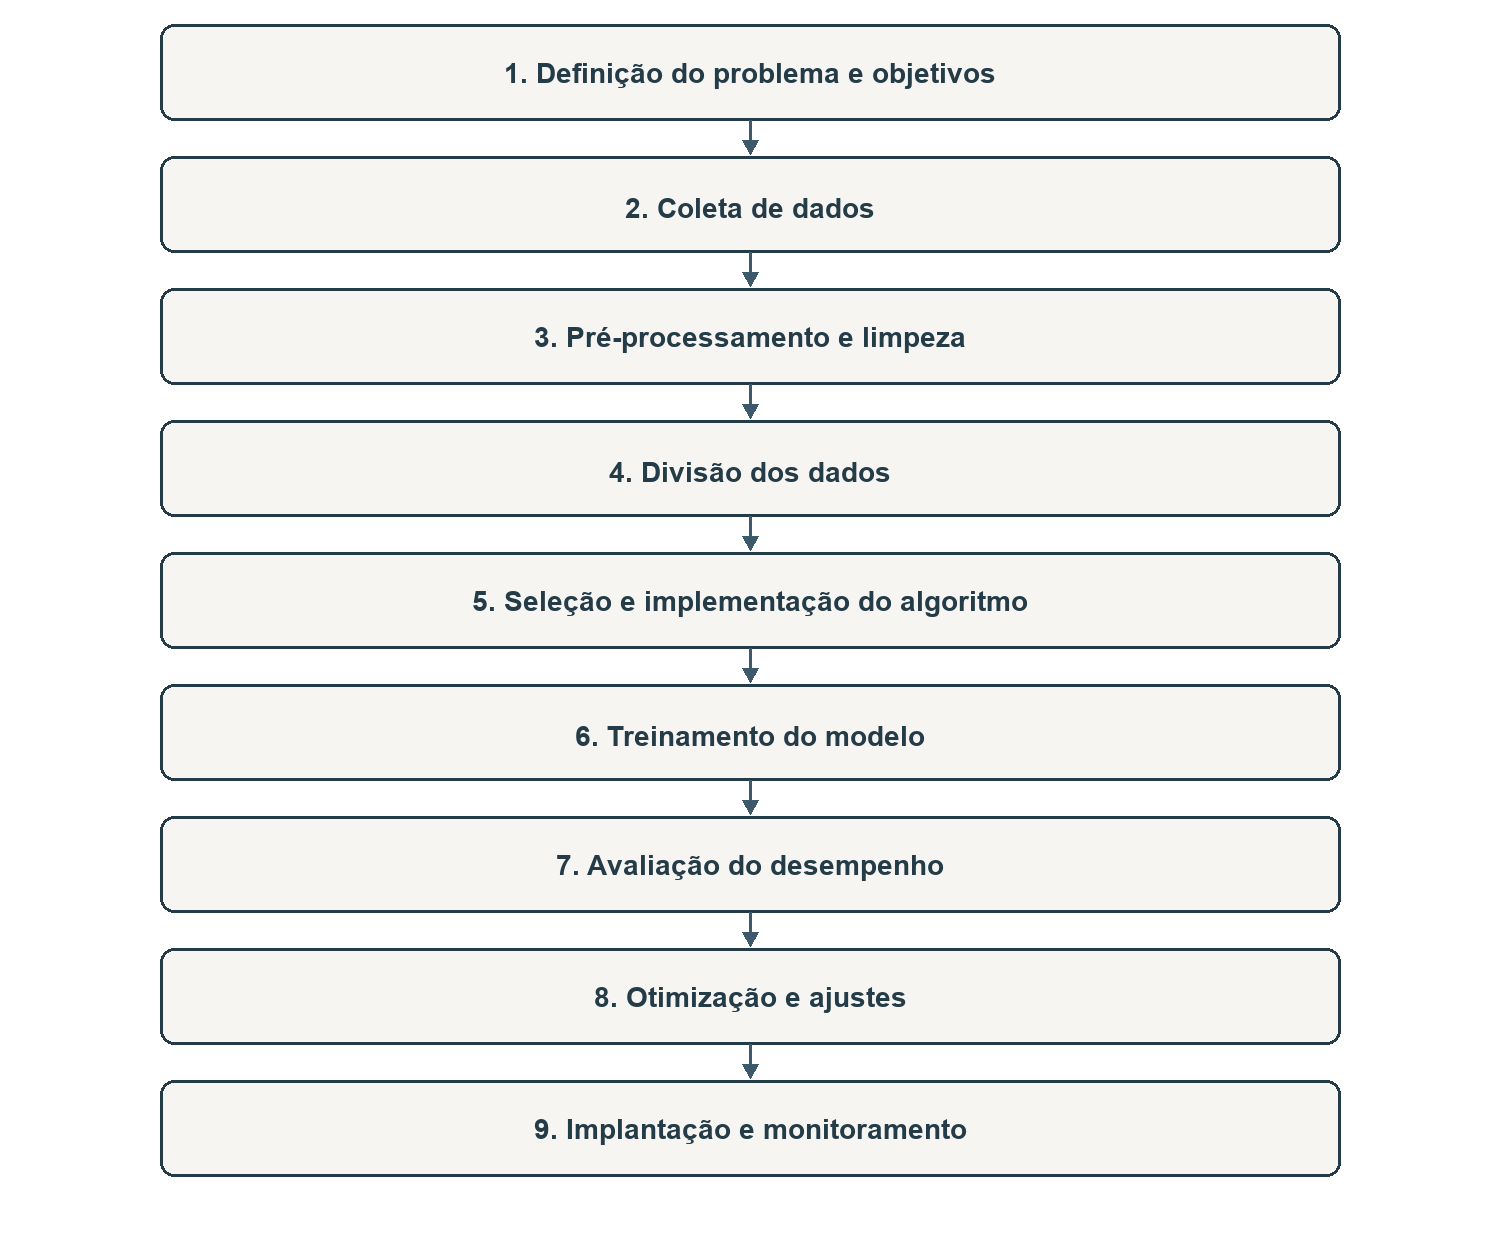 1. Definição do problema e objetivos
2. Coleta de dados
3. Pré-processamento e limpeza
4. Divisão dos dados
5. Seleção e implementação do algoritmo
6. Treinamento do modelo
7. Avaliação do desempenho
8. Otimização e ajustes
9. Implantação e monitoramento